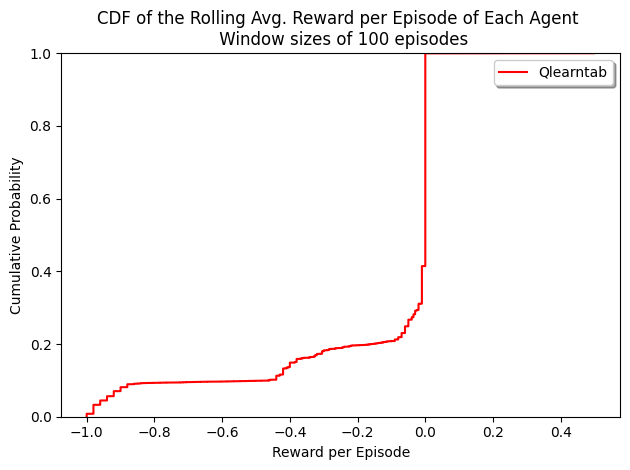 CDF of the Rolling Avg. Reward per Episode of Each Agent
Window sizes of 100 episodes
Qlearntab
Cumulative Probability
1.0
0.8
0.6
0.4
0.2
0.0
−1.0 −0.8 −0.6 −0.4 −0.2 0.0 0.2 0.4
Reward per Episode